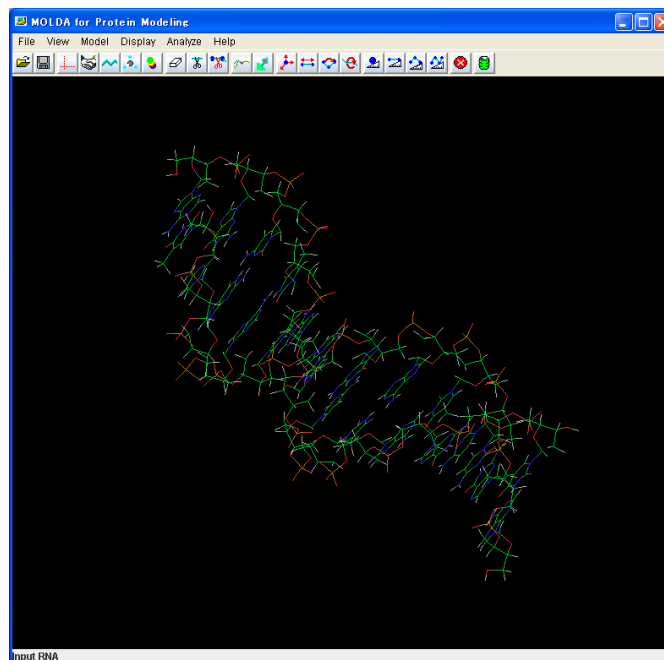 MOLDA for Protein Modeling
File View Model Display Analyze Help
Input RNA